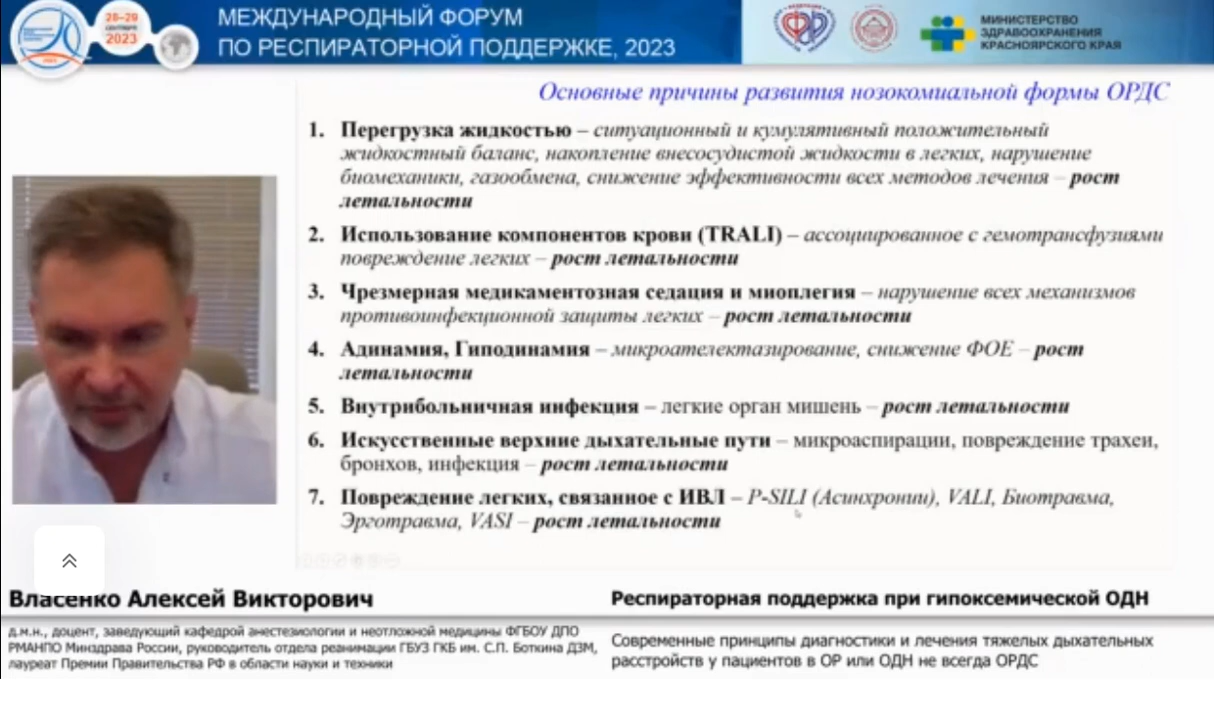 28-29
СЕНТЯБРЯ
2023
МЕЖДУНАРОДНЫЙ ФОРУМ
ПО РЕСПИРАТОРНОЙ ПОДДЕРЖКЕ, 2023
МИНИСТЕРСТВО
ЗДРАВООХРАНЕНИЯ
КРАСНОЯРСКОГО КРАЯ
Основные причины развития нозокомиальной формы ОРДС
1. Перегрузка жидкостью – ситуационный и кумулятивный положительный
жидкостный баланс, накопление внесосудистой жидкости в легких, нарушение
биомеханики, газообмена, снижение эффективности всех методов лечения – рост
летальности
2. Использование компонентов крови (TRALI) – ассоциированное с гемотрансфузиями
повреждение легких – рост летальности
3. Чрезмерная медикаментозная седация и миоплегия – нарушение всех механизмов
противоинфекционной защиты легких – рост летальности
4. Адинамия, Гиподинамия – микроателектазирование, снижение ФОЕ – рост
летальности
5. Внутрибольничная инфекция – легкие орган мишень – рост летальности
6. Искусственные верхние дыхательные пути – микроаспирации, повреждение трахеи,
бронхов, инфекция – рост летальности
7. Повреждение легких, связанное с ИВЛ – P-SILI (Асинхронии), VALI, Биотравма,
Эрготравма, VASI – рост летальности
Власенко Алексей Викторович
д.м.н., доцент, заведующий кафедрой анестезиологии и неотложной медицины ФГБОУ ДПО
РМАНПО Минздрава России, руководитель отдела реанимации ГБУЗ ГКБ им. С.П. Боткина ДЗМ,
лауреат Премии Правительства РФ в области науки и техники
Респираторная поддержка при гипоксемической ОДН
Современные принципы диагностики и лечения тяжелых дыхательных
расстройств у пациентов в ОР или ОДН не всегда ОРДС